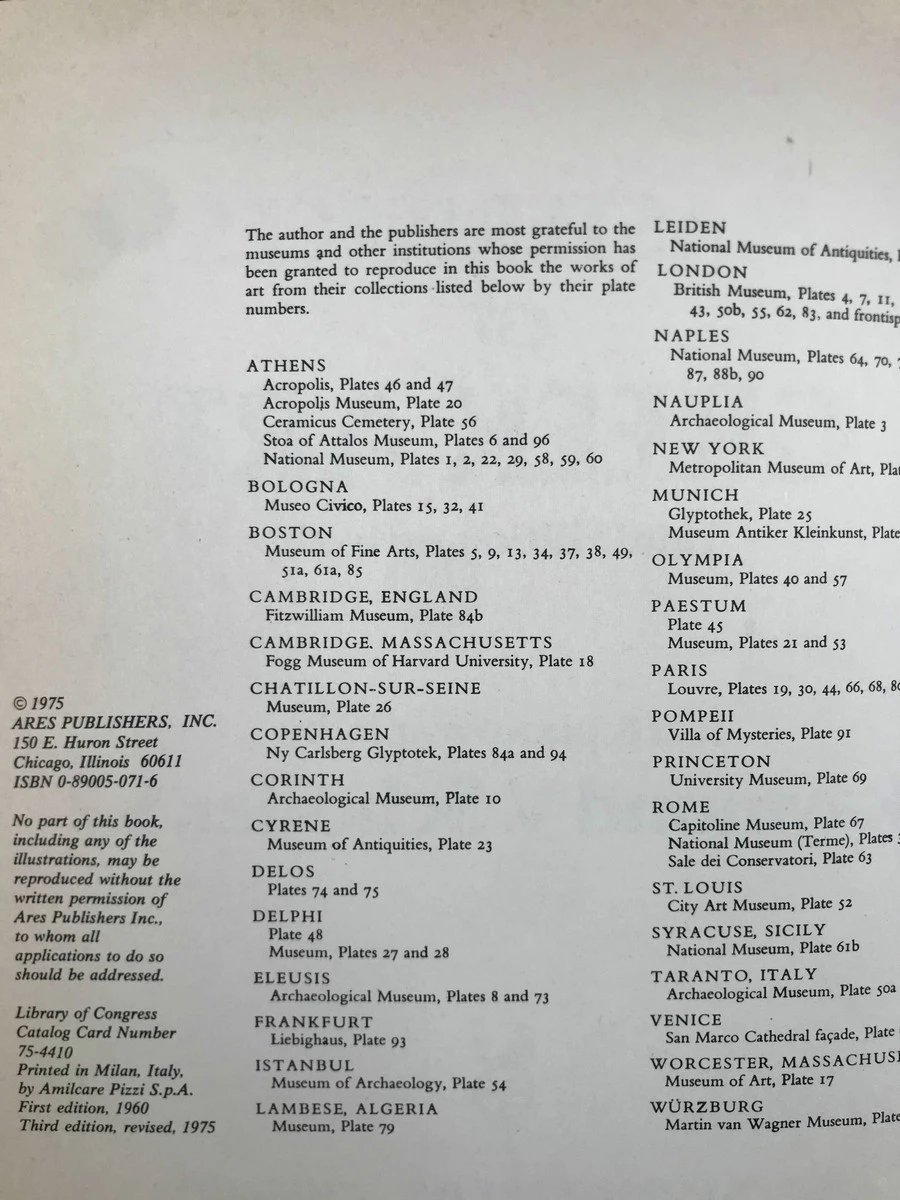 The author and the publishers are most grateful to the
museums and other institutions whose permission has
been granted to reproduce in this book the works of
art from their collections listed below by their plate
numbers.
ATHENS
Acropolis, Plates 46 and 47
Acropolis Museum, Plate 20
Ceramicus Cemetery, Plate 56
Stoa of Attalos Museum, Plates 6 and 96
National Museum, Plates 1, 2, 22, 29, 58, 59, 60
BOLOGNA
Museo Civico, Plates 15, 32, 41
BOSTON
Museum of Fine Arts, Plates 5, 9, 13, 34, 37, 38, 49,
51a, 61a, 85
CAMBRIDGE, ENGLAND
Fitzwilliam Museum, Plate 84b
CAMBRIDGE. MASSACHUSETTS
Fogg Museum of Harvard University, Plate 18
CHATILLON-SUR-SEINE
Museum, Plate 26
COPENHAGEN
Ny Carlsberg Glyptotek, Plates 84a and 94
CORINTH
Archaeological Museum, Plate 10
CYRENE
Museum of Antiquities, Plate 23
DELOS
Plates 74 and 75
DELPHI
Plate 48
Museum, Plates 27 and 28
ELEUSIS
Archaeological Museum, Plates 8 and 73
FRANKFURT
Liebighaus, Plate 93
ISTANBUL
Museum of Archaeology, Plate 54
LAMBESE, ALGERIA
Museum, Plate 79
LEIDEN
National Museum of Antiquities,
LONDON
British Museum, Plates 4, 7, 11,
43, 50b, 55, 62, 83, and frontisp
NAPLES
National Museum, Plates 64, 70,
87, 88b, 90
NAUPLIA
Archaeological Museum, Plate 3
NEW YORK
Metropolitan Museum of Art, Pla
MUNICH
Glyptothek, Plate 25
Museum Antiker Kleinkunst, Plate
OLYMPIA
Museum, Plates 40 and 57
PAESTUM
Plate 45
Museum, Plates 21 and 53
PARIS
Louvre, Plates 19, 30, 44, 66, 68,
POMPEII
Villa of Mysteries, Plate 91
PRINCETON
University Museum, Plate 69
ROME
Capitoline Museum, Plate 67
National Museum (Terme), Plates
Sale dei Conservatori, Plate 63
ST. LOUIS
City Art Museum, Plate 52
SYRACUSE, SICILY
National Museum, Plate 61b
TARANTO, ITALY
Archaeological Museum, Plate 50a
VENICE
San Marco Cathedral façade, Plate
WORCESTER, MASSACHUS
Museum of Art, Plate 17
WÜRZBURG
Martin van Wagner Museum, Plate
© 1975
ARES PUBLISHERS, INC.
150 E. Huron Street
Chicago, Illinois 60611
ISBN 0-89005-071-6
No part of this book,
including any of the
illustrations, may be
reproduced without the
written permission of
Ares Publishers Inc.,
to whom all
applications to do so
should be addressed.
Library of Congress
Catalog Card Number
75-4410
Printed in Milan, Italy,
by Amilcare Pizzi S.p.A.
First edition, 1960
Third edition, revised, 1975